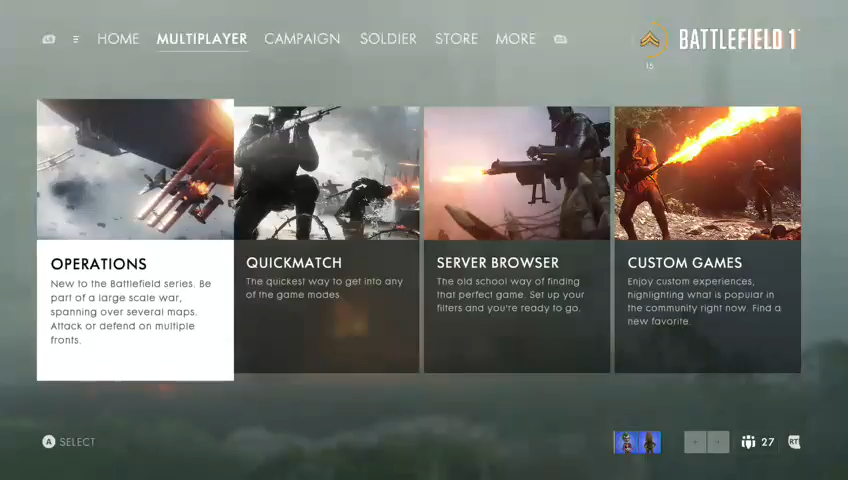 HOME MULTIPLAYER CAMPAIGN SOLDIER STORE MORE
BATTLEFIELD 1
15
OPERATIONS
New to the Battlefield series. Be
part of a large scale war,
spanning over several maps.
Attack or defend on multiple
fronts.
QUICKMATCH
The quickest way to get into any
of the game modes
SERVER BROWSER
The old school way of finding
that perfect game. Set up your
filters and you're ready to go.
CUSTOM GAMES
Enjoy custom experiences,
highlighting what is popular in
the community right now. Find a
new favorite.
A SELECT
27
RT